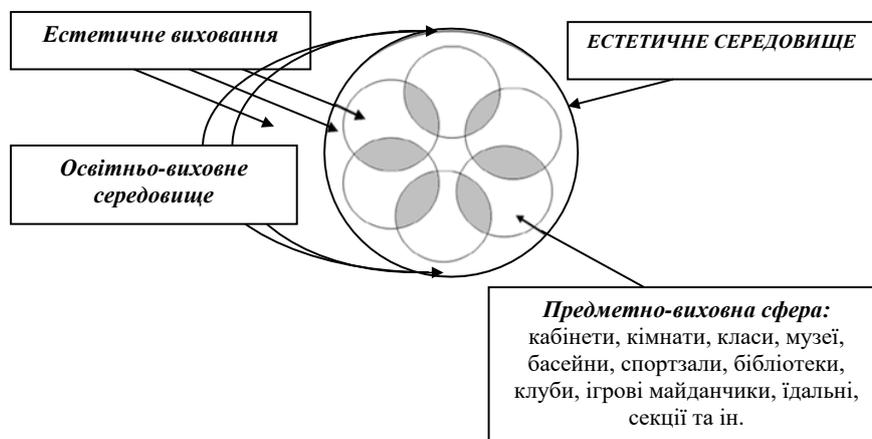 Естетичне виховання
ЕСТЕТИЧНЕ СЕРЕДОВИЩЕ
Освітньо-виховне
середовище
Предметно-виховна сфера:
кабінети, кімнати, класи, музеї,
басейни, спортзали, бібліотеки,
клуби, ігрові майданчики, їдальні,
секції та ін.